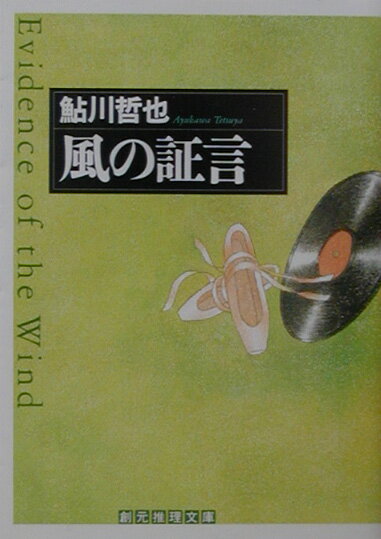 鮎川哲也
Ayukawa Tetsuya
風の証言
Evidence of the Wind
創元推理文庫